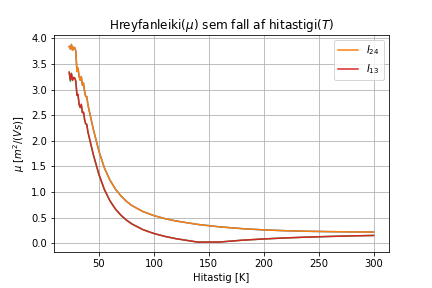 Hreyfanleiki(μ) sem fall af hitastigi(T)
4.0
3.5
3.0
2.5
2.0
1.5
1.0
0.5
0.0
μ [m²/(Vs)]
I₂₄
I₁₃
50 100 150 200 250 300
Hitastig [K]